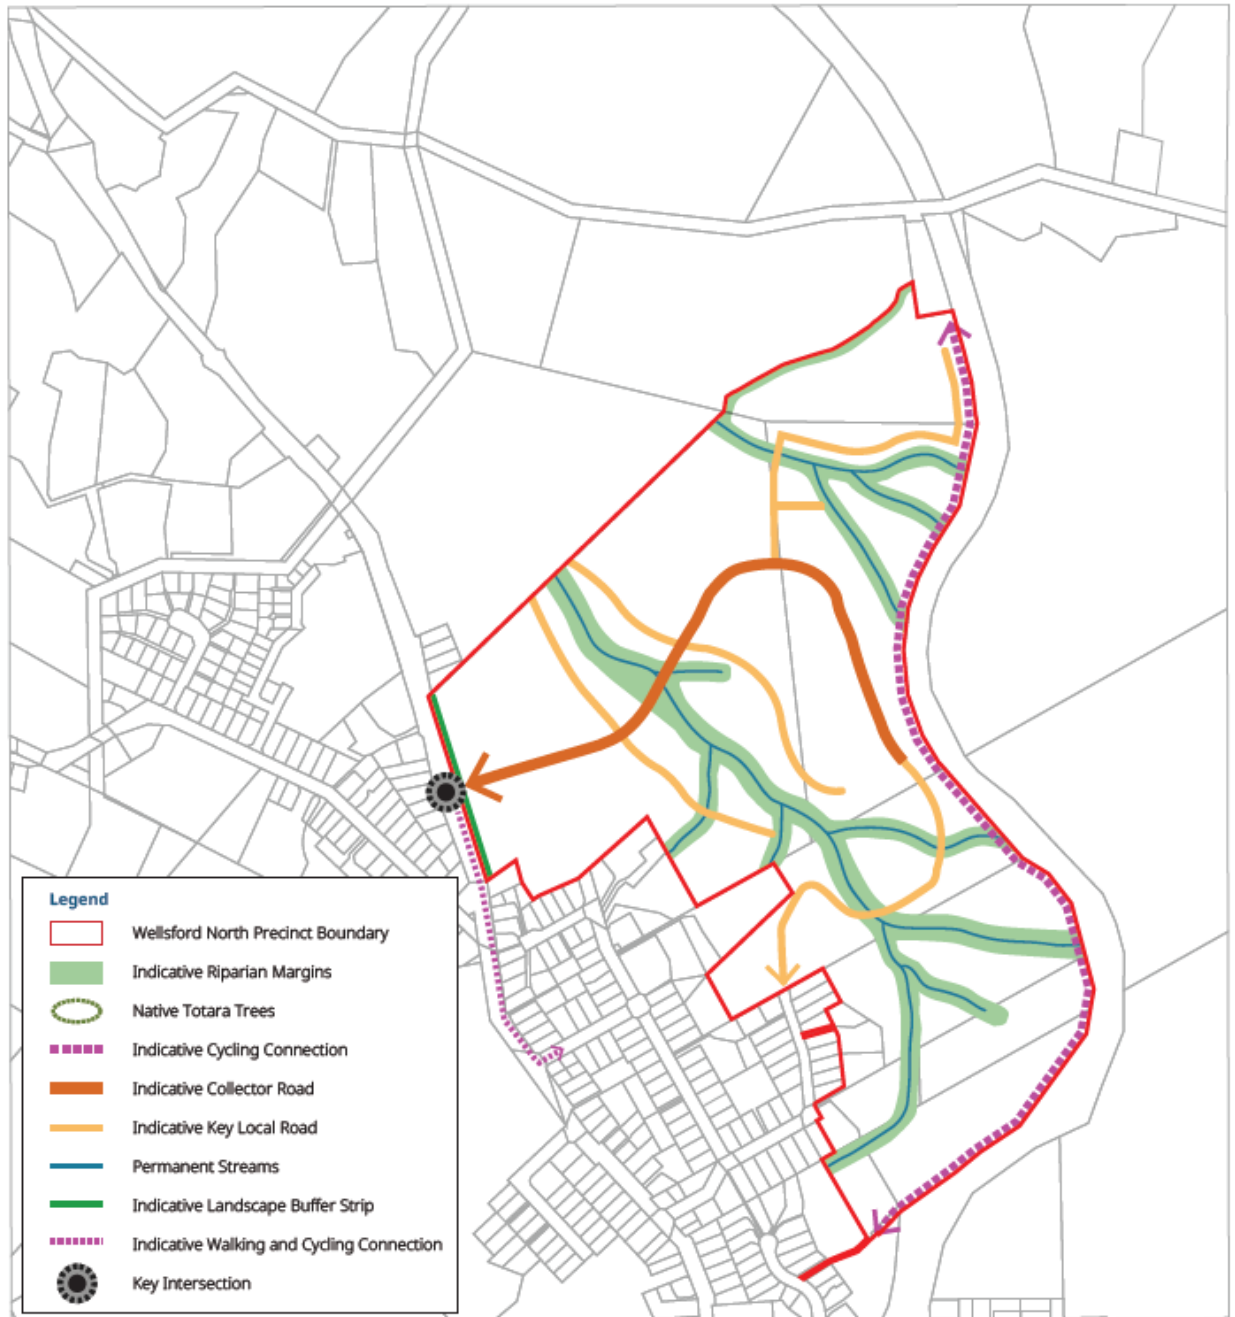 Legend
Wellsford North Precinct Boundary
Indicative Riparian Margins
Native Totara Trees
Indicative Cycling Connection
Indicative Collector Road
Indicative Key Local Road
Permanent Streams
Indicative Landscape Buffer Strip
Indicative Walking and Cycling Connection
Key Intersection